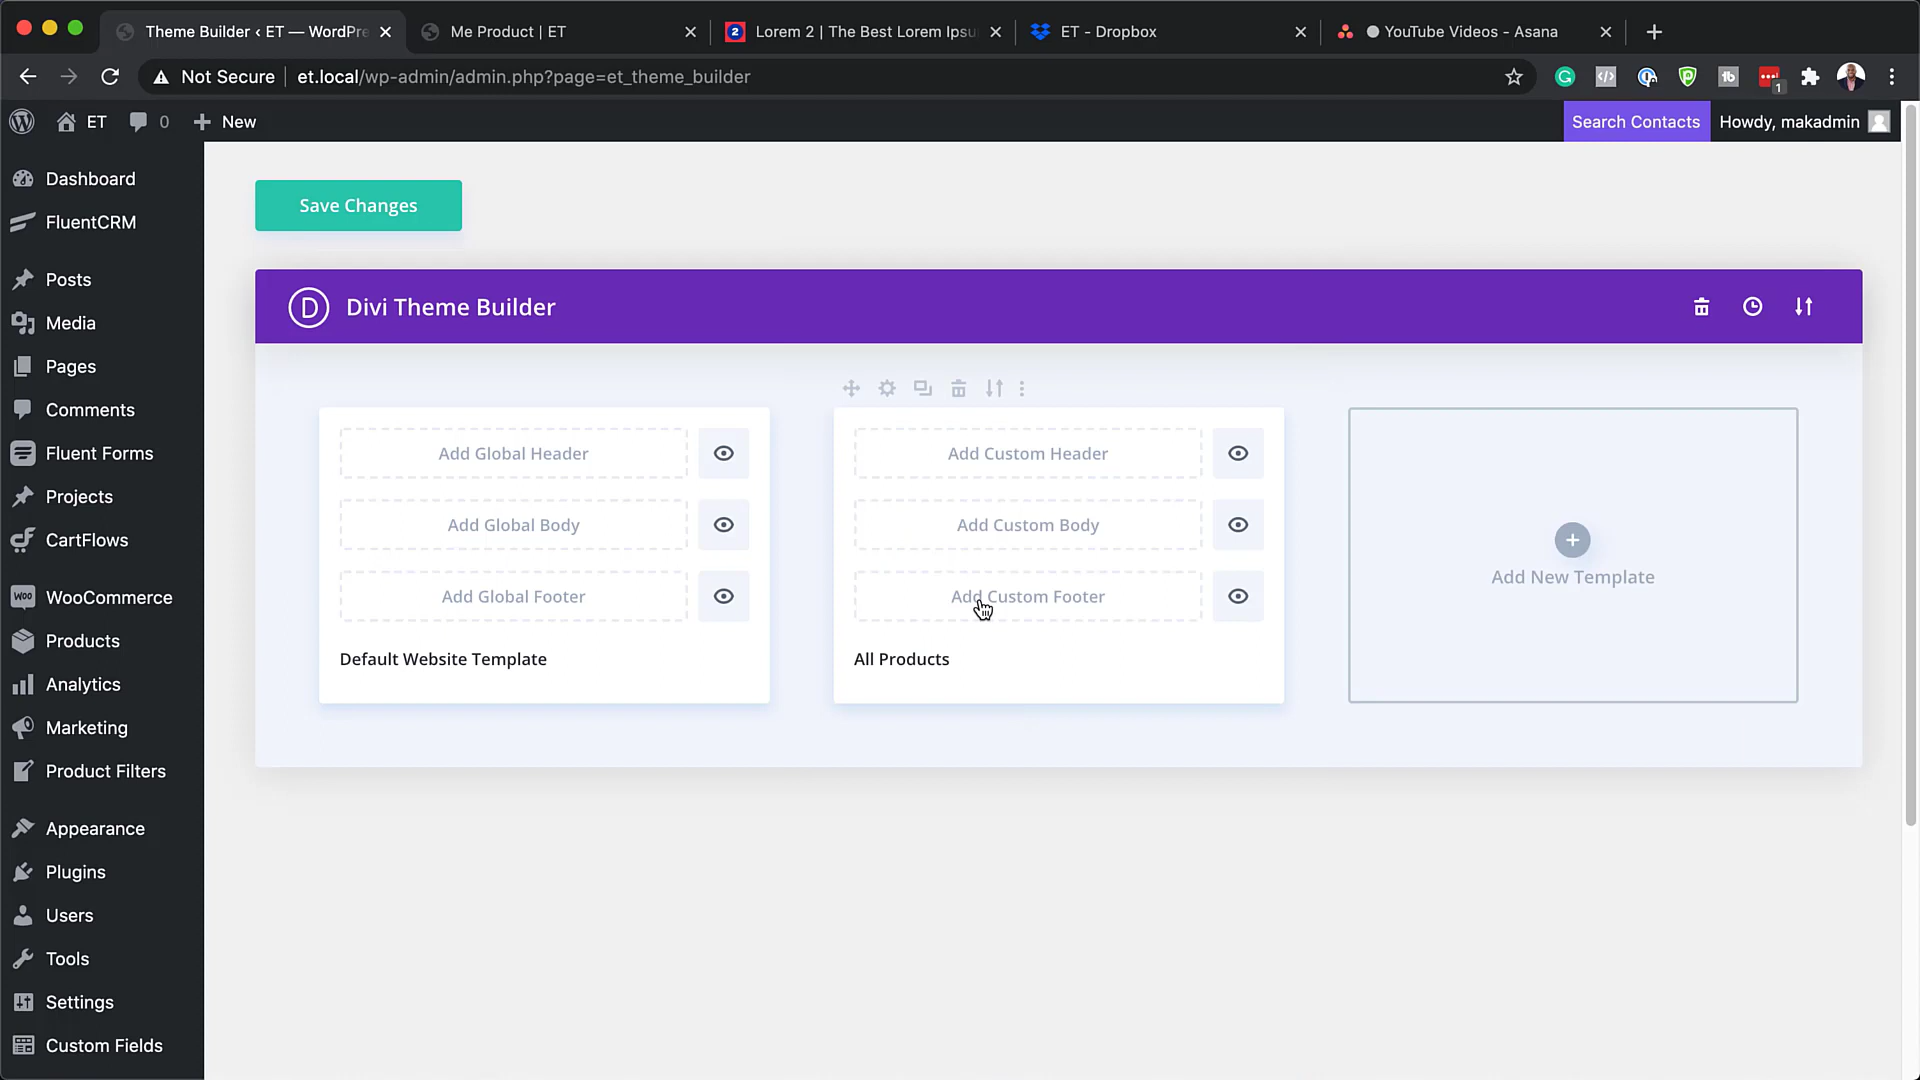 Theme Builder ‹ ET — WordPre
Me Product | ET
2
Lorem 2 | The Best Lorem Ipsu
ET - Dropbox
YouTube Videos - Asana
Not Secure
et.local/wp-admin/admin.php?page=et_theme_builder
1
ET
0
New
Search Contacts
Howdy, makadmin
Dashboard
FluentCRM
Posts
Media
Pages
Comments
Fluent Forms
Projects
CartFlows
WooCommerce
Products
Analytics
Marketing
Product Filters
Appearance
Plugins
Users
Tools
Settings
Custom Fields
Save Changes
D
Divi Theme Builder
Add Global Header
Add Global Body
Add Global Footer
Default Website Template
Add Custom Header
Add Custom Body
Add Custom Footer
All Products
Add New Template